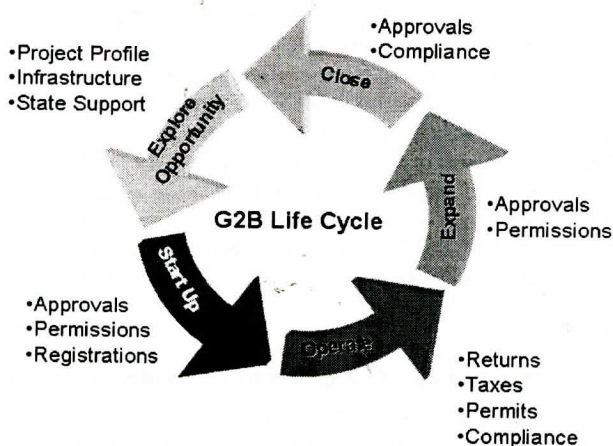 •Approvals
•Compliance
Close
•Project Profile
•Infrastructure
•State Support
Explore
Opportunity
G2B Life Cycle
Expand
•Approvals
•Permissions
Start Up
•Approvals
•Permissions
•Registrations
Operate
•Returns
•Taxes
•Permits
•Compliance